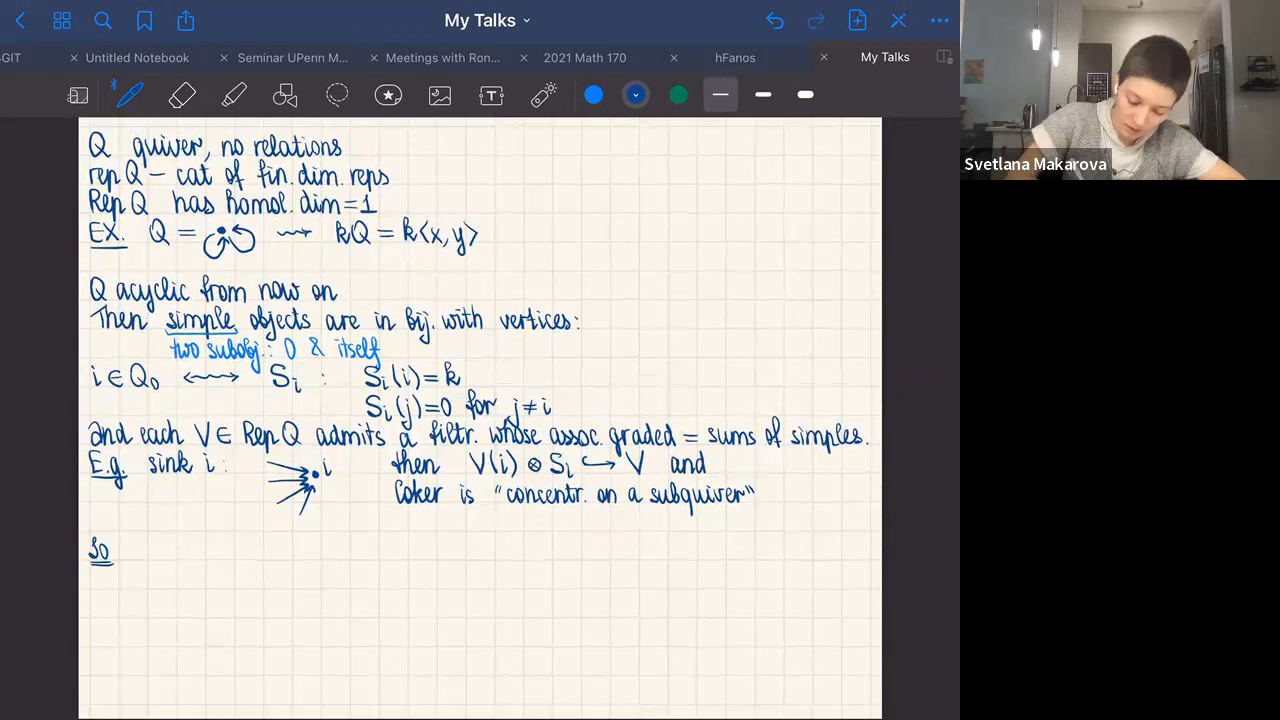 My Talks
GIT
Untitled Notebook
Seminar UPenn M...
Meetings with Ron...
2021 Math 170
hFanos
My Talks
Svetlana Makarova
Q quiver, no relations
rep Q – cat of fin. dim. reps
Rep Q has homol. dim = 1
EX. Q = ⇝ kQ = k⟨x, y⟩
Q acyclic from now on
Then simple objects are in bij. with vertices:
two subobj.: 0 & itself
i ∈ Q₀ ⟷ Sᵢ : Sᵢ(i) = k
Sᵢ(j) = 0 for j ≠ i
and each V ∈ Rep Q admits a filtr. whose assoc. graded = sums of simples.
E.g. sink i: i then V(i) ⊗ Sᵢ ↪ V and
Coker is "concentr. on a subquiver"
So